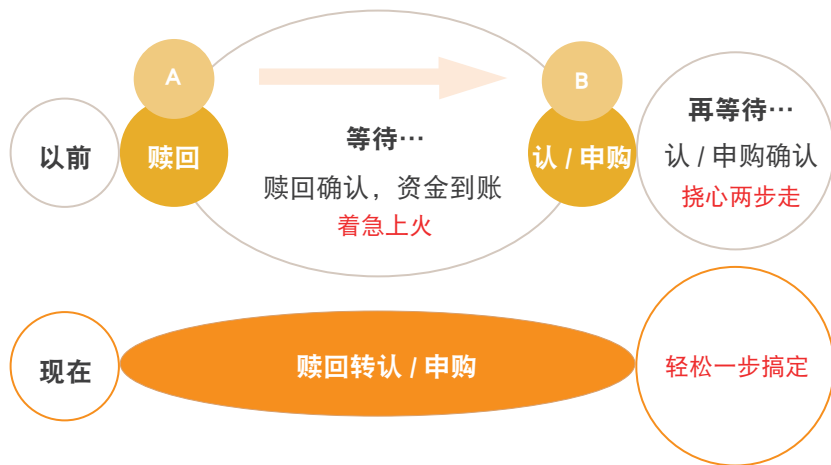 A
B
以前
赎回
等待…
赎回确认，资金到账
着急上火
认 / 申购
再等待…
认 / 申购确认
挠心两步走
现在
赎回转认 / 申购
轻松一步搞定